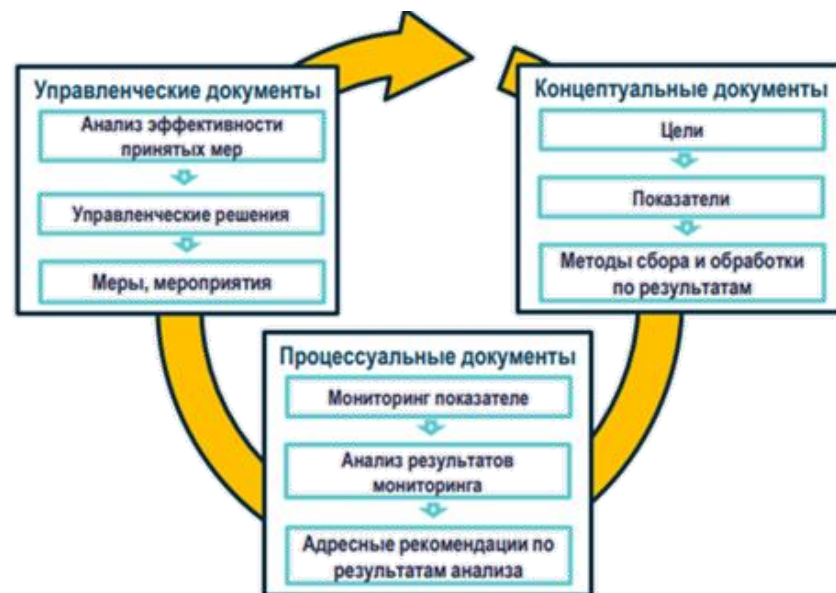 Управленческие документы
Анализ эффективности
принятых мер
Управленческие решения
Меры, мероприятия
Концептуальные документы
Цели
Показатели
Методы сбора и обработки
по результатам
Процессуальные документы
Мониторинг показателе
Анализ результатов
мониторинга
Адресные рекомендации по
результатам анализа